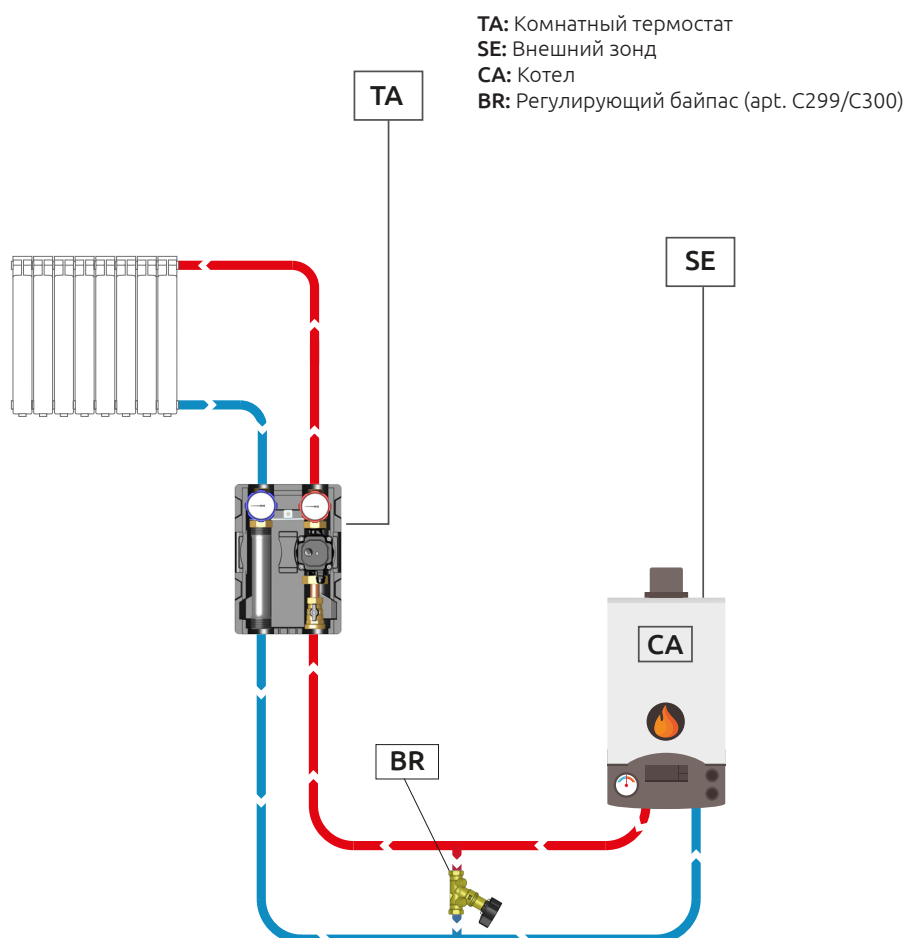 TA: Комнатный термостат
SE: Внешний зонд
CA: Котел
BR: Регулирующий байпас (арт. C299/C300)
TA
SE
CA
BR